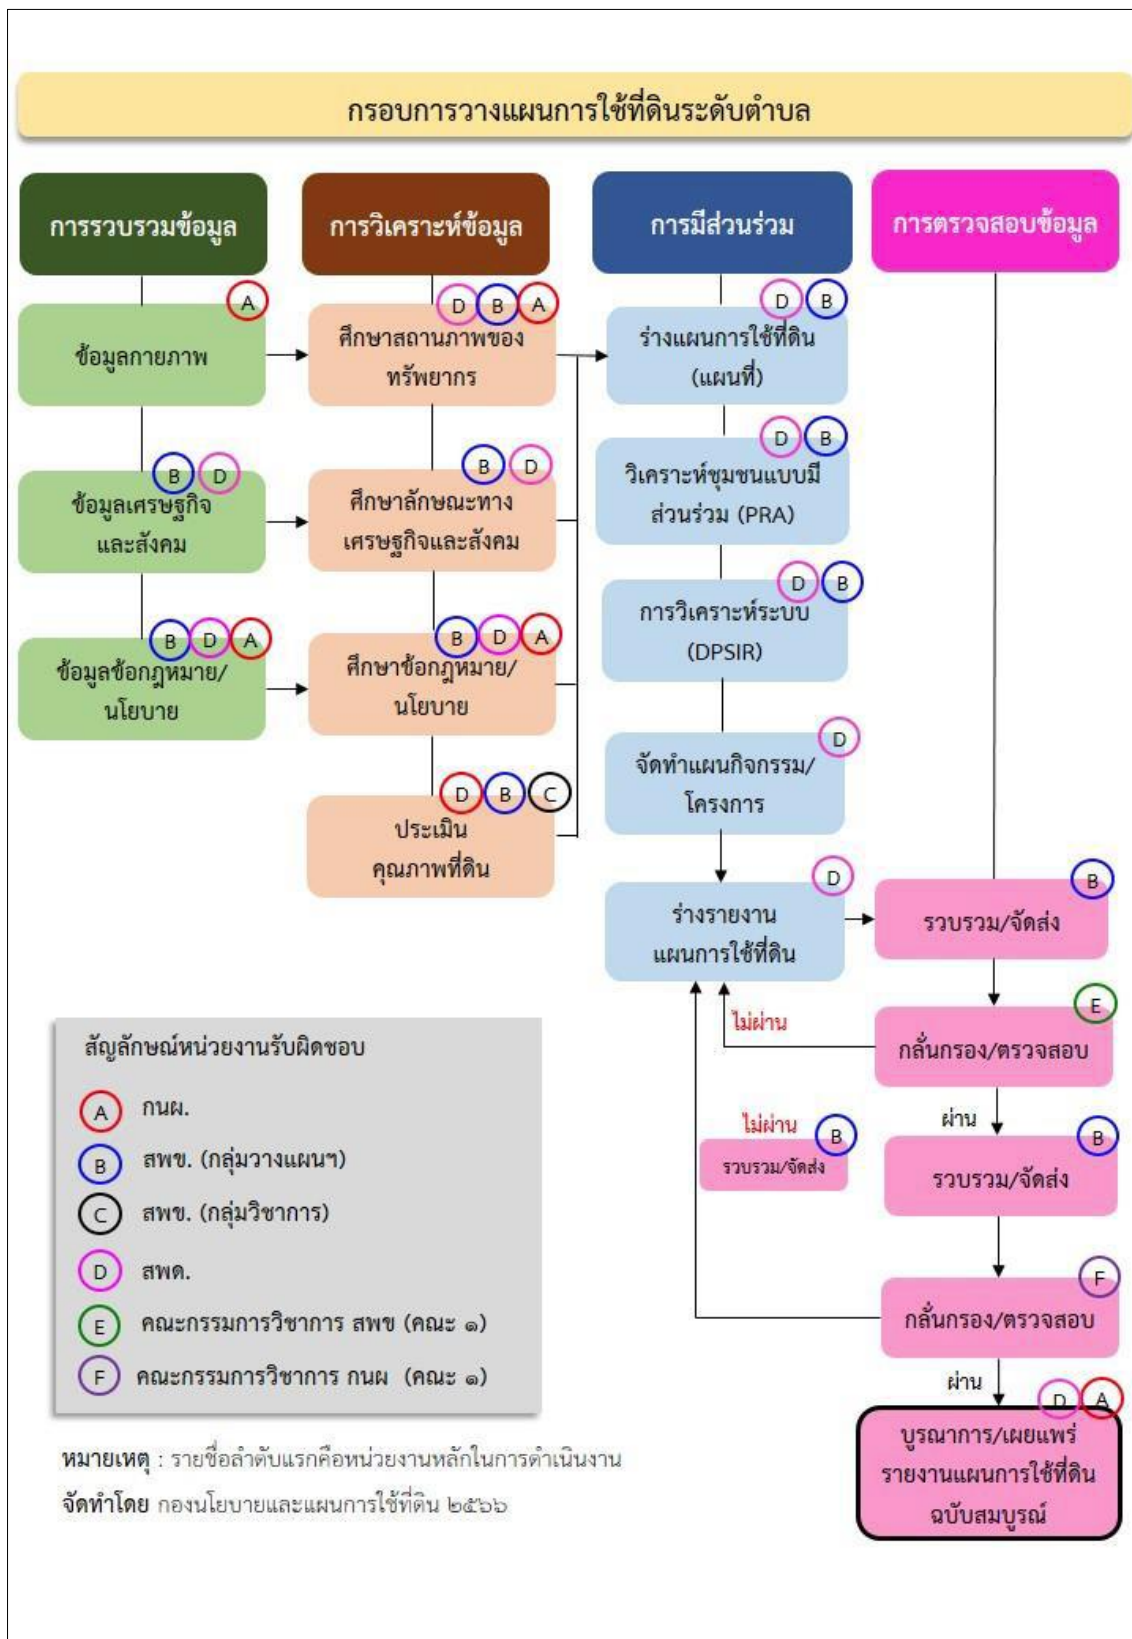 กรอบการวางแผนการใช้ที่ดินระดับตำบล
การรวบรวมข้อมูล
A
ข้อมูลกายภาพ
B D
ข้อมูลเศรษฐกิจ
และสังคม
B D A
ข้อมูลข้อกฎหมาย/
นโยบาย
การวิเคราะห์ข้อมูล
D B A
ศึกษาสถานภาพของ
ทรัพยากร
B D
ศึกษาลักษณะทาง
เศรษฐกิจและสังคม
B D A
ศึกษาข้อกฎหมาย/
นโยบาย
D B C
ประเมิน
คุณภาพที่ดิน
การมีส่วนร่วม
D B
ร่างแผนการใช้ที่ดิน
(แผนที่)
D B
วิเคราะห์ชุมชนแบบมี
ส่วนร่วม (PRA)
D B
การวิเคราะห์ระบบ
(DPSIR)
D
จัดทำแผนกิจกรรม/
โครงการ
D
ร่างรายงาน
แผนการใช้ที่ดิน
การตรวจสอบข้อมูล
B
รวบรวม/จัดส่ง
E
กลั่นกรอง/ตรวจสอบ
ไม่ผ่าน
ผ่าน
B
รวบรวม/จัดส่ง
ไม่ผ่าน
B
รวบรวม/จัดส่ง
F
กลั่นกรอง/ตรวจสอบ
ผ่าน
D A
บูรณาการ/เผยแพร่
รายงานแผนการใช้ที่ดิน
ฉบับสมบูรณ์
สัญลักษณ์หน่วยงานรับผิดชอบ
A กนผ.
B สพข. (กลุ่มวางแผนฯ)
C สพข. (กลุ่มวิชาการ)
D สพด.
E คณะกรรมการวิชาการ สพข (คณะ ๑)
F คณะกรรมการวิชาการ กนผ (คณะ ๑)
หมายเหตุ : รายชื่อลำดับแรกคือหน่วยงานหลักในการดำเนินงาน
จัดทำโดย กองนโยบายและแผนการใช้ที่ดิน ๒๕๖๖